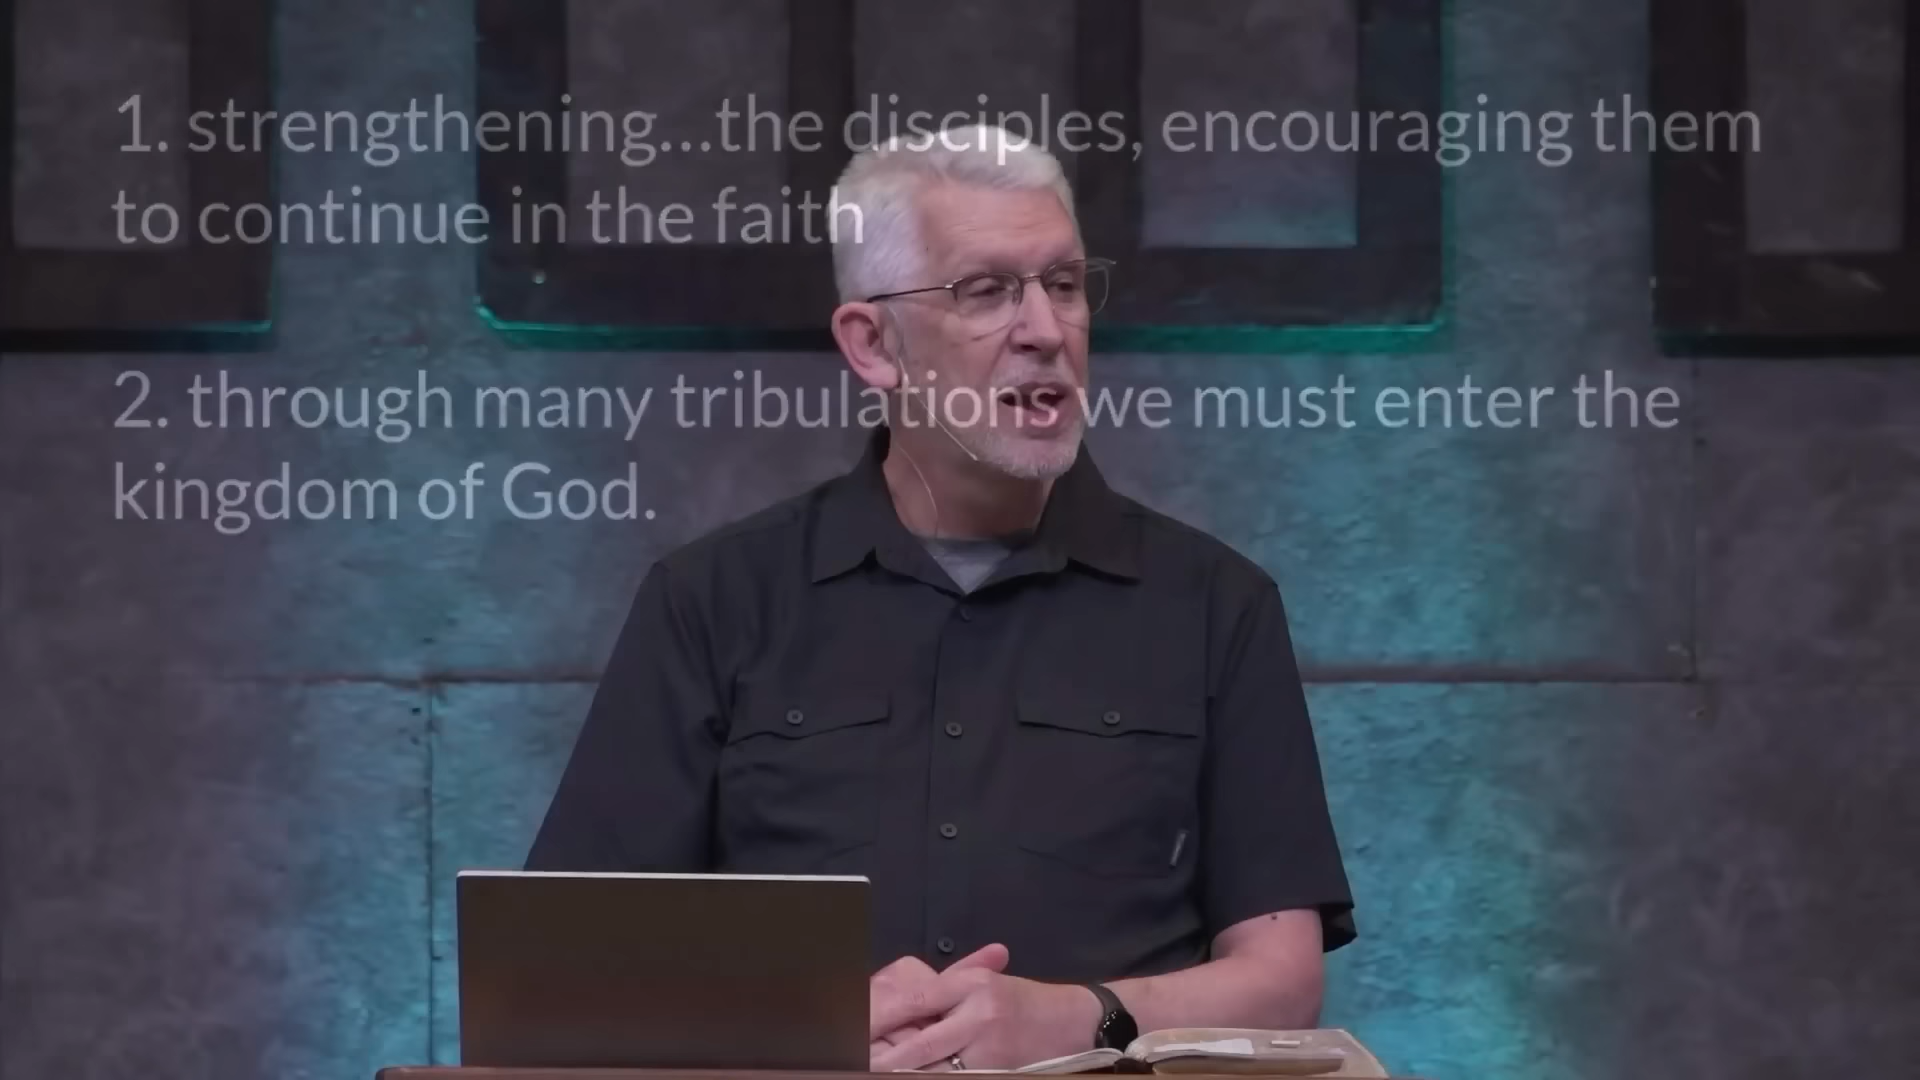 1. strengthening...the disciples, encouraging them
to continue in the faith
2. through many tribulations we must enter the
kingdom of God.